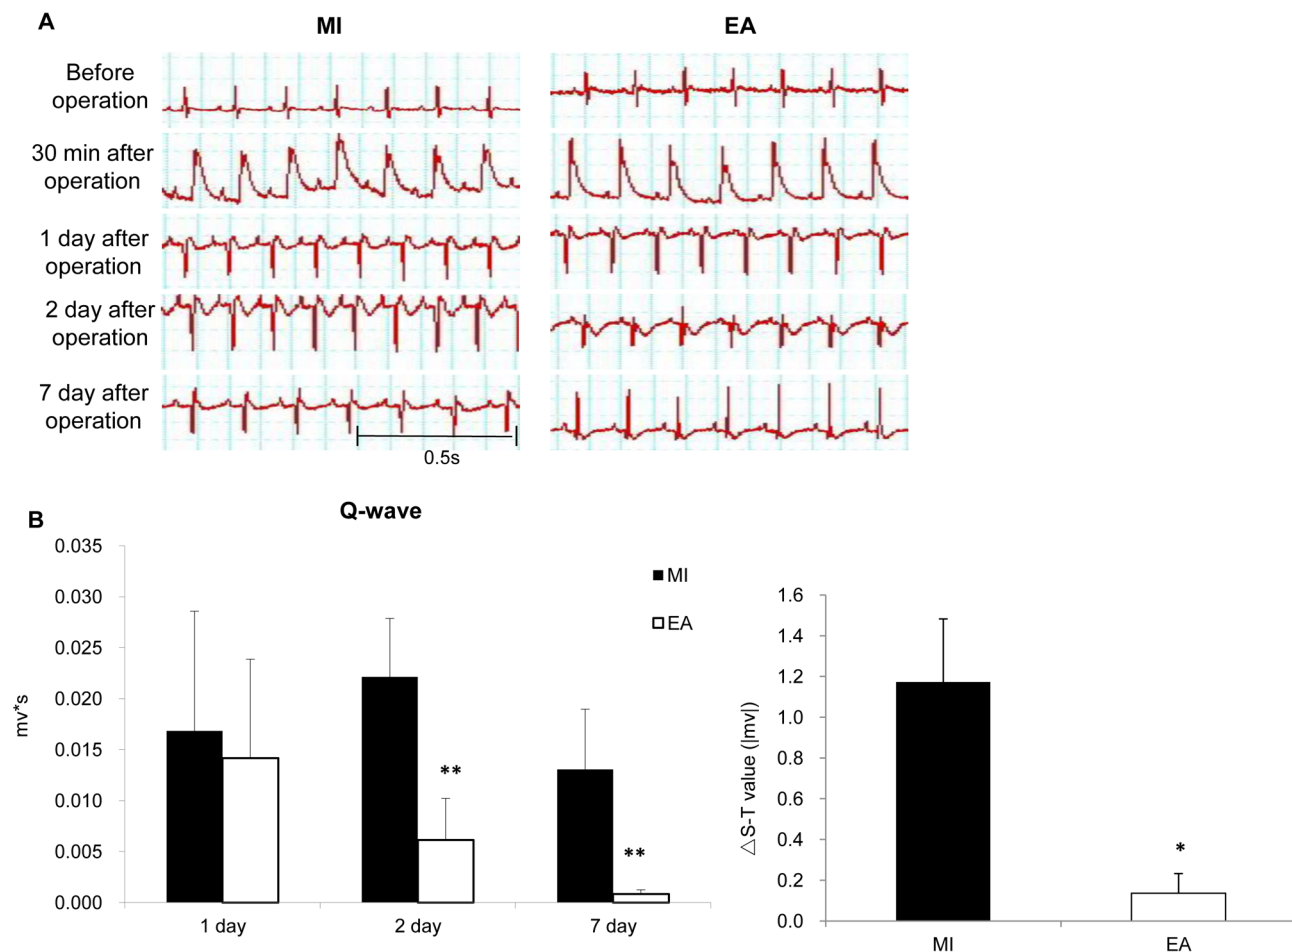 A
MI
EA
Before
operation
30 min after
operation
1 day after
operation
2 day after
operation
7 day after
operation
0.5s
B
Q-wave
0.035
0.030
0.025
0.020
0.015
0.010
0.005
0.000
mv*s
MI
EA
**
**
1 day
2 day
7 day
1.6
1.4
1.2
1.0
0.8
0.6
0.4
0.2
0.0
△S-T value (|mv|)
*
MI
EA